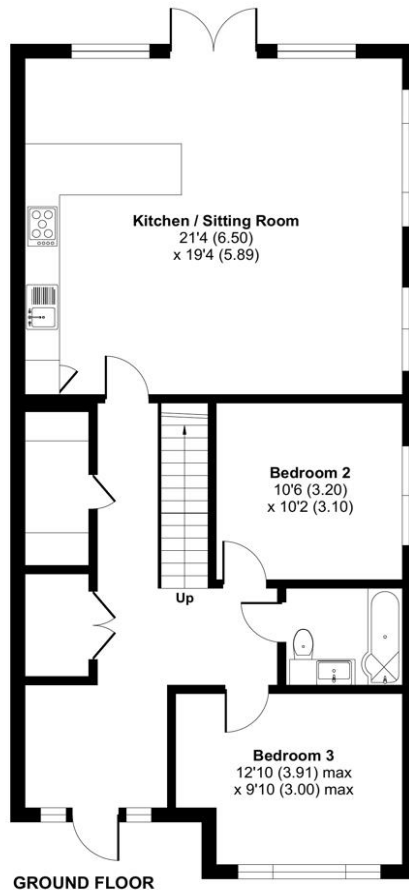 Kitchen / Sitting Room
21'4 (6.50)
x 19'4 (5.89)
Bedroom 2
10'6 (3.20)
x 10'2 (3.10)
Up
Bedroom 3
12'10 (3.91) max
x 9'10 (3.00) max
GROUND FLOOR